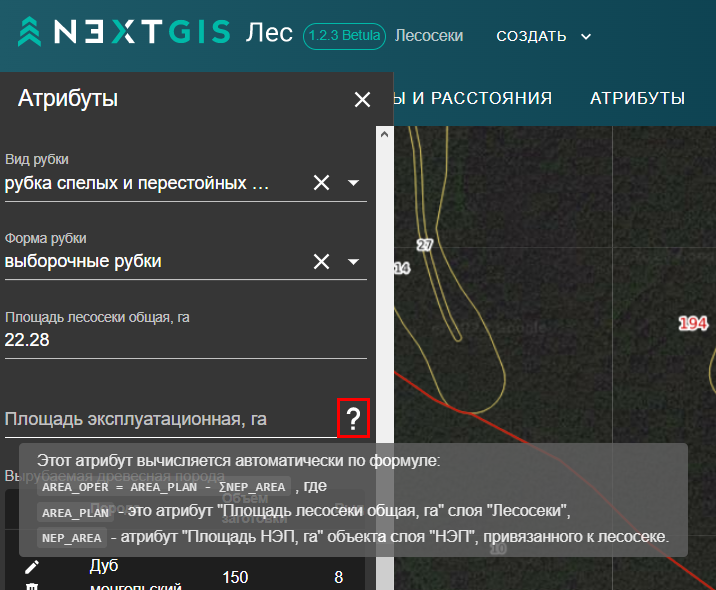 NEXTGIS Лес 1.2.3 Betula Лесосеки СОЗДАТЬ
Атрибуты
Ы И РАССТОЯНИЯ АТРИБУТЫ
Вид рубки
рубка спелых и перестойных ...
Форма рубки
выборочные рубки
Площадь лесосеки общая, га
22.28
Площадь эксплуатационная, га ?
Вырубаемая древесная порода
Этот атрибут вычисляется автоматически по формуле:
AREA_OPER = AREA_PLAN - ΣNEP_AREA , где
AREA_PLAN - это атрибут "Площадь лесосеки общая, га" слоя "Лесосеки",
NEP_AREA - атрибут "Площадь НЭП, га" объекта слоя "НЭП", привязанного к лесосеке.
Объем
заготовки
Дуб
монгольский
150
8
27
14
194
10